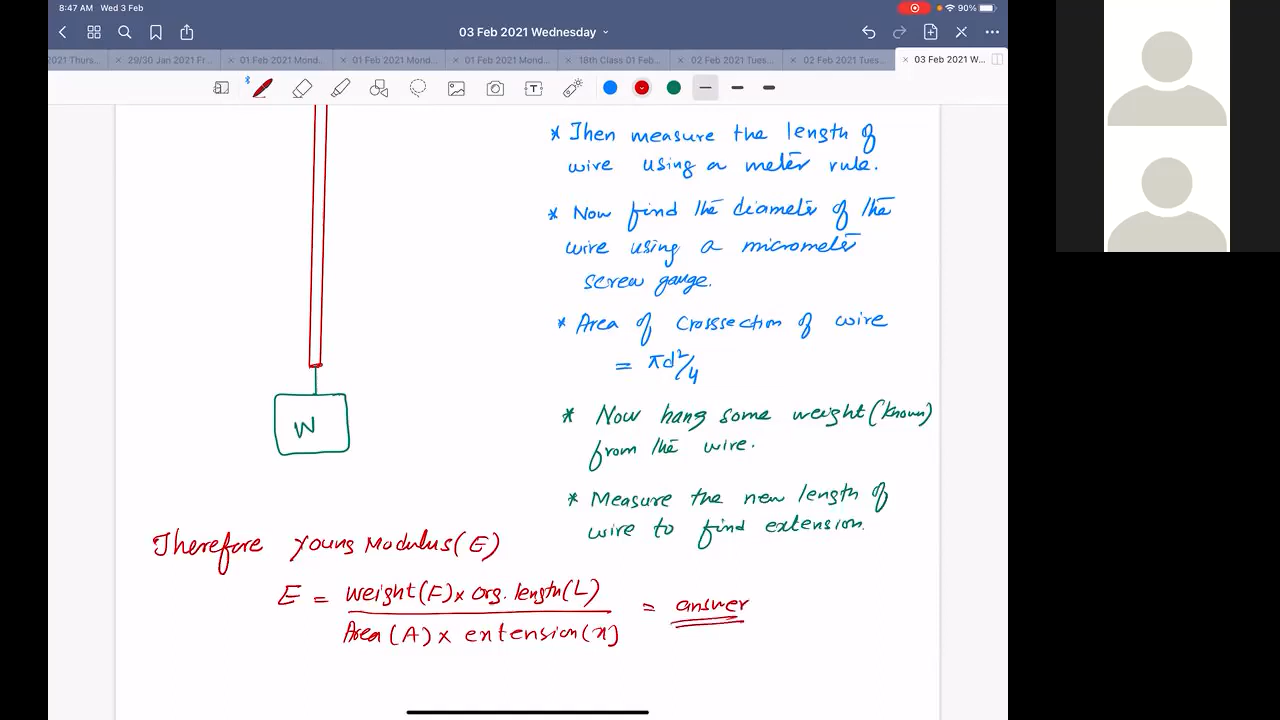 8:47 AM Wed 3 Feb
90%
03 Feb 2021 Wednesday
2021 Thurs... × 29/30 Jan 2021 Fr... × 01 Feb 2021 Mond... × 01 Feb 2021 Mond... × 01 Feb 2021 Mond... × 18th Class 01 Feb... × 02 Feb 2021 Tues... × 02 Feb 2021 Tues... × 03 Feb 2021 W...
* Then measure the length of
wire using a meter rule.
* Now find the diameter of the
wire using a micrometer
screw gauge.
* Area of crosssection of wire
= πd²/4
W
* Now hang some weight (known)
from the wire.
* Measure the new length of
wire to find extension.
Therefore Young Modulus (E)
E = weight(F) x org. length(L)
Area (A) x extension(x)
= answer